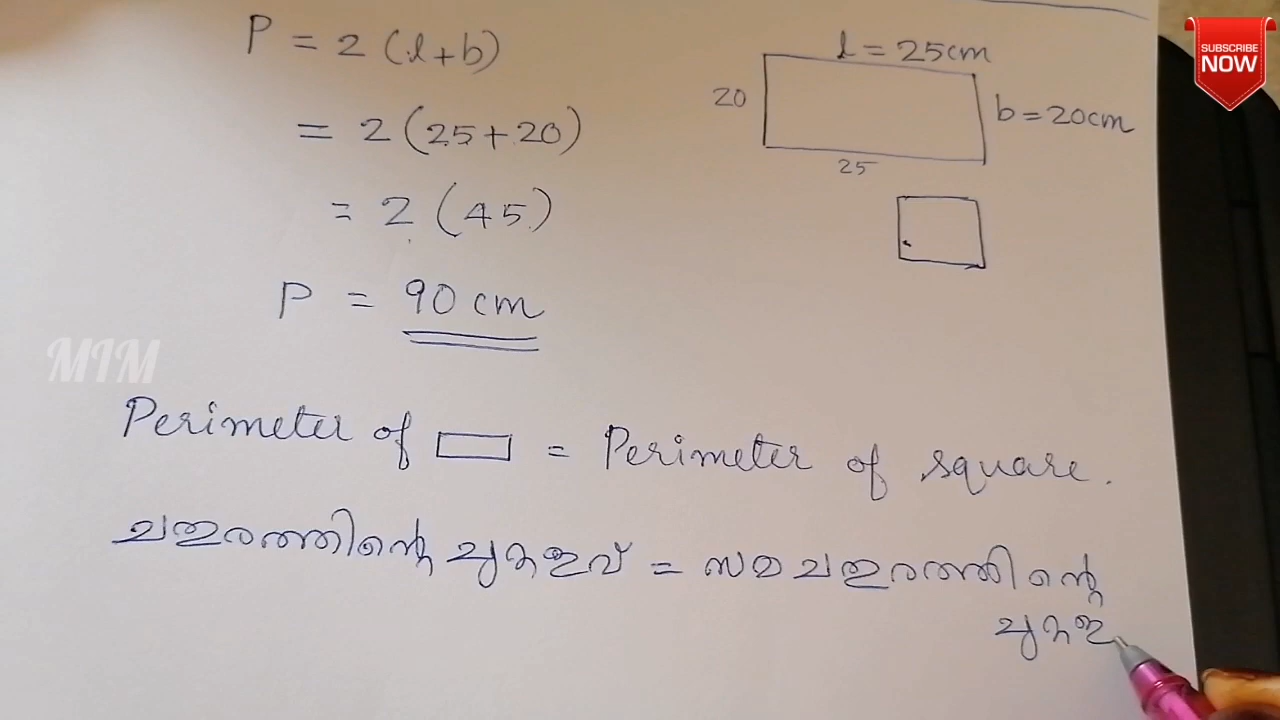 P = 2 (l+b)
= 2 (25+20)
= 2 (45)
P = 90 cm
l = 25cm
20
b = 20cm
25
SUBSCRIBE
NOW
MIM
Perimeter of ▭ = Perimeter of square.
ചതുരത്തിന്റെ ചുറ്റളവ് = സമചതുരത്തിന്റെ